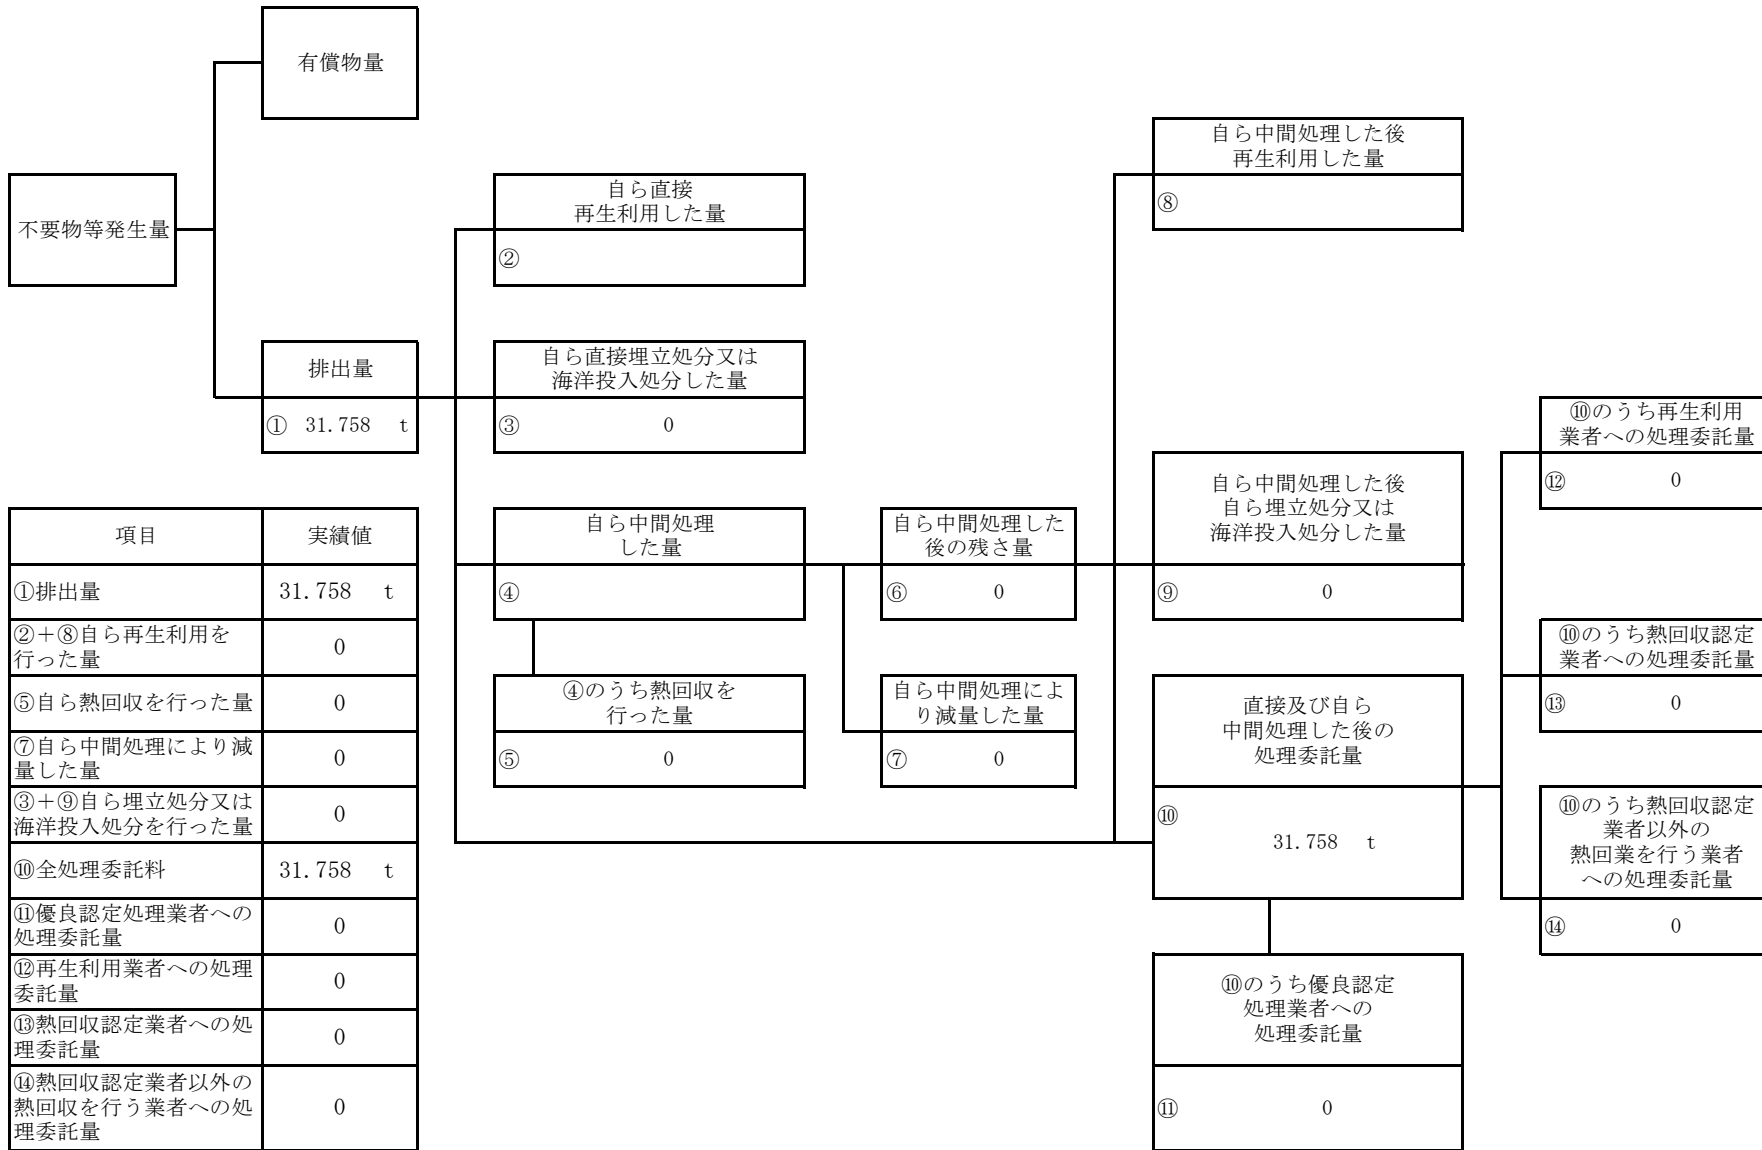 有償物量
不要物等発生量
排出量
① 31.758 t
自ら直接
再生利用した量
②
自ら直接埋立処分又は
海洋投入処分した量
③ 0
自ら中間処理
した量
④
④のうち熱回収を
行った量
⑤ 0
自ら中間処理した
後の残さ量
⑥ 0
自ら中間処理によ
り減量した量
⑦ 0
自ら中間処理した後
再生利用した量
⑧
自ら中間処理した後
自ら埋立処分又は
海洋投入処分した量
⑨ 0
直接及び自ら
中間処理した後の
処理委託量
⑩
31.758 t
⑩のうち優良認定
処理業者への
処理委託量
⑪ 0
⑩のうち再生利用
業者への処理委託量
⑫ 0
⑩のうち熱回収認定
業者への処理委託量
⑬ 0
⑩のうち熱回収認定
業者以外の
熱回業を行う業者
への処理委託量
⑭ 0
項目 実績値
①排出量 31.758 t
②＋⑧自ら再生利用を
行った量 0
⑤自ら熱回収を行った量 0
⑦自ら中間処理により減
量した量 0
③＋⑨自ら埋立処分又は
海洋投入処分を行った量 0
⑩全処理委託料 31.758 t
⑪優良認定処理業者への
処理委託量 0
⑫再生利用業者への処理
委託量 0
⑬熱回収認定業者への処
理委託量 0
⑭熱回収認定業者以外の
熱回収を行う業者への処
理委託量 0